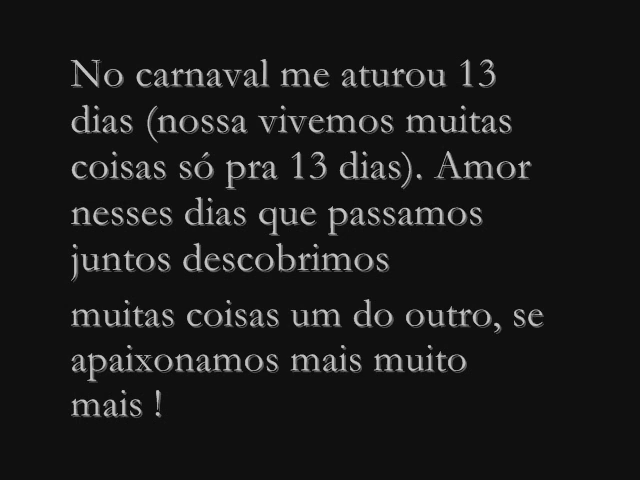 No carnaval me aturou 13
dias (nossa vivemos muitas
coisas só pra 13 dias). Amor
nesses dias que passamos
juntos descobrimos
muitas coisas um do outro, se
apaixonamos mais muito
mais !